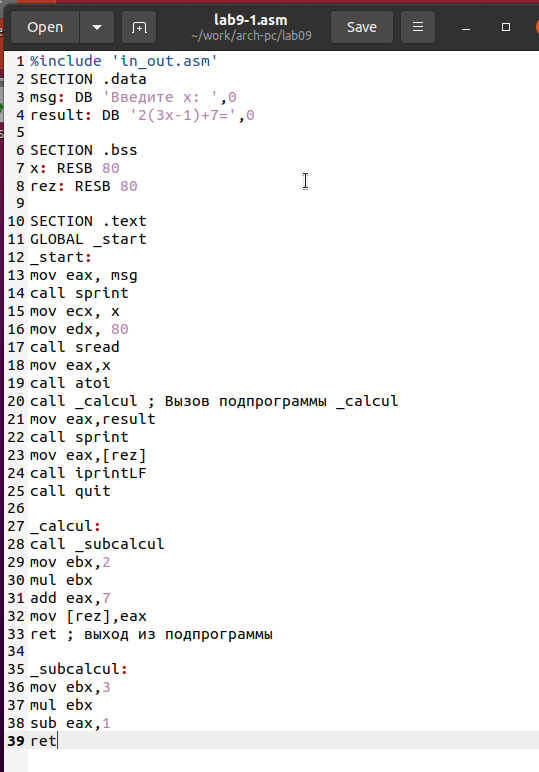 Open
lab9-1.asm
~/work/arch-pc/lab09
Save
1 %include 'in_out.asm'
2 SECTION .data
3 msg: DB 'Введите x: ',0
4 result: DB '2(3x-1)+7=',0
5
6 SECTION .bss
7 x: RESB 80
8 rez: RESB 80
9
10 SECTION .text
11 GLOBAL _start
12 _start:
13 mov eax, msg
14 call sprint
15 mov ecx, x
16 mov edx, 80
17 call sread
18 mov eax,x
19 call atoi
20 call _calcul ; Вызов подпрограммы _calcul
21 mov eax,result
22 call sprint
23 mov eax,[rez]
24 call iprintLF
25 call quit
26
27 _calcul:
28 call _subcalcul
29 mov ebx,2
30 mul ebx
31 add eax,7
32 mov [rez],eax
33 ret ; выход из подпрограммы
34
35 _subcalcul:
36 mov ebx,3
37 mul ebx
38 sub eax,1
39 ret